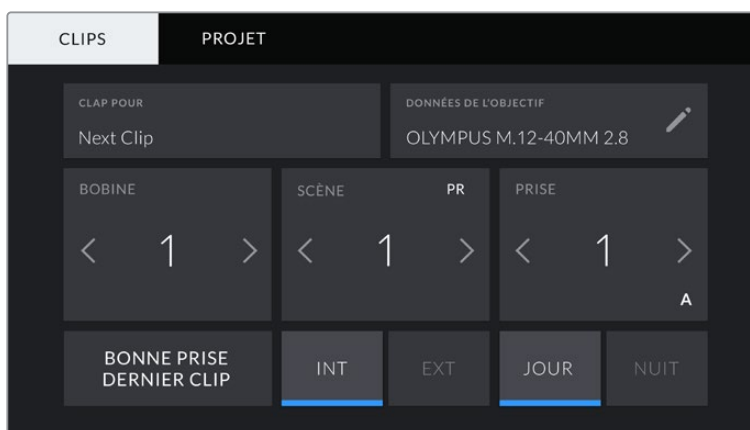 CLIPS PROJET
CLAP POUR DONNÉES DE L'OBJECTIF
Next Clip OLYMPUS M.12-40MM 2.8
BOBINE SCÈNE PR PRISE
1 1 1
A
BONNE PRISE
DERNIER CLIP
INT EXT JOUR NUIT